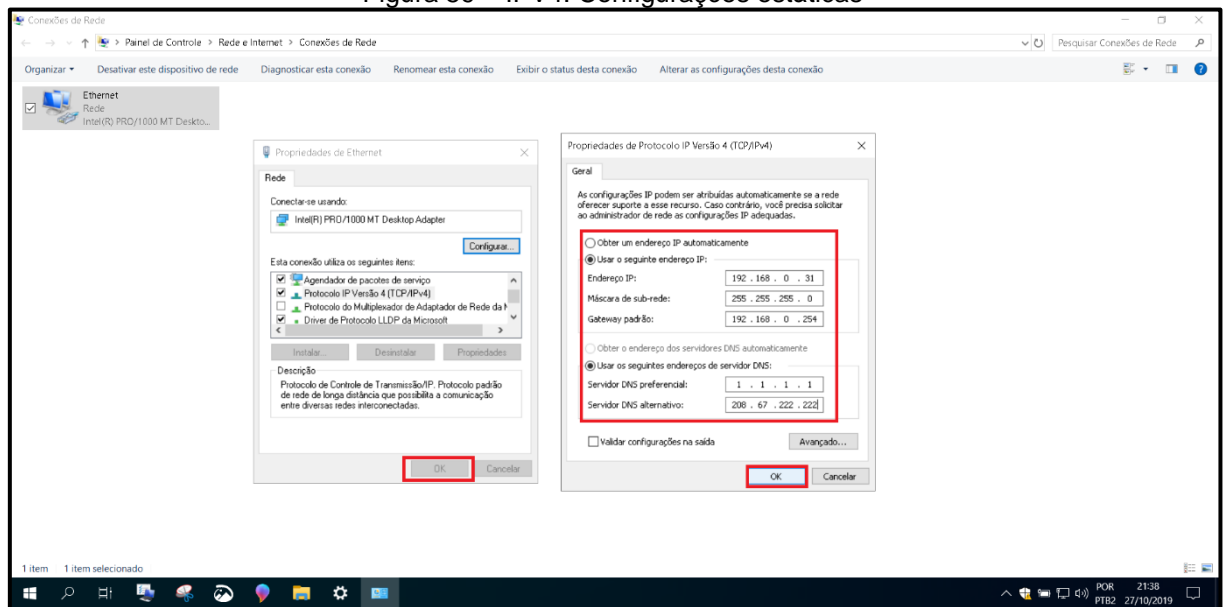 Conexões de Rede
Painel de Controle > Rede e Internet > Conexões de Rede
Pesquisar Conexões de Rede
Organizar
Desativar este dispositivo de rede
Diagnosticar esta conexão
Renomear esta conexão
Exibir o status desta conexão
Alterar as configurações desta conexão
Ethernet
Rede
Intel(R) PRO/1000 MT Deskto...
Propriedades de Ethernet
Rede
Conectar-se usando:
Intel(R) PRO/1000 MT Desktop Adapter
Configurar...
Esta conexão utiliza os seguintes itens:
Agendador de pacotes de serviço
Protocolo IP Versão 4 (TCP/IPv4)
Protocolo do Multiplexador de Adaptador de Rede da
Driver de Protocolo LLDP da Microsoft
Instalar...
Desinstalar
Propriedades
Descrição
Protocolo de Controle de Transmissão/IP. Protocolo padrão
de rede de longa distância que possibilita a comunicação
entre diversas redes interconectadas.
OK
Cancelar
Propriedades de Protocolo IP Versão 4 (TCP/IPv4)
Geral
As configurações IP podem ser atribuídas automaticamente se a rede
oferecer suporte a esse recurso. Caso contrário, você precisa solicitar
ao administrador de rede as configurações IP adequadas.
Obter um endereço IP automaticamente
Usar o seguinte endereço IP:
Endereço IP: 192 . 168 . 0 . 31
Máscara de sub-rede: 255 . 255 . 255 . 0
Gateway padrão: 192 . 168 . 0 . 254
Obter o endereço dos servidores DNS automaticamente
Usar os seguintes endereços de servidor DNS:
Servidor DNS preferencial: 1 . 1 . 1 . 1
Servidor DNS alternativo: 208 . 67 . 222 . 222
Validar configurações na saída
Avançado...
OK
Cancelar
1 item
1 item selecionado
POR
PTB2
21:38
27/10/2019